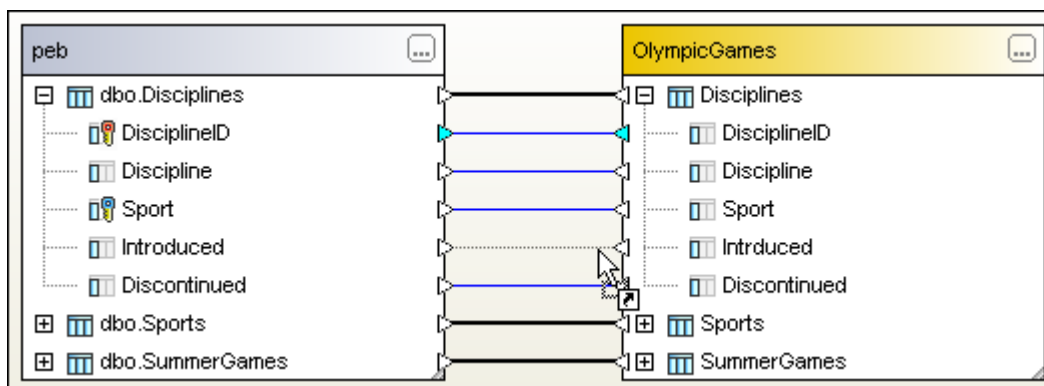 peb
dbo.Disciplines
DisciplineID
Discipline
Sport
Introduced
Discontinued
dbo.Sports
dbo.SummerGames
OlympicGames
Disciplines
DisciplineID
Discipline
Sport
Intrduced
Discontinued
Sports
SummerGames